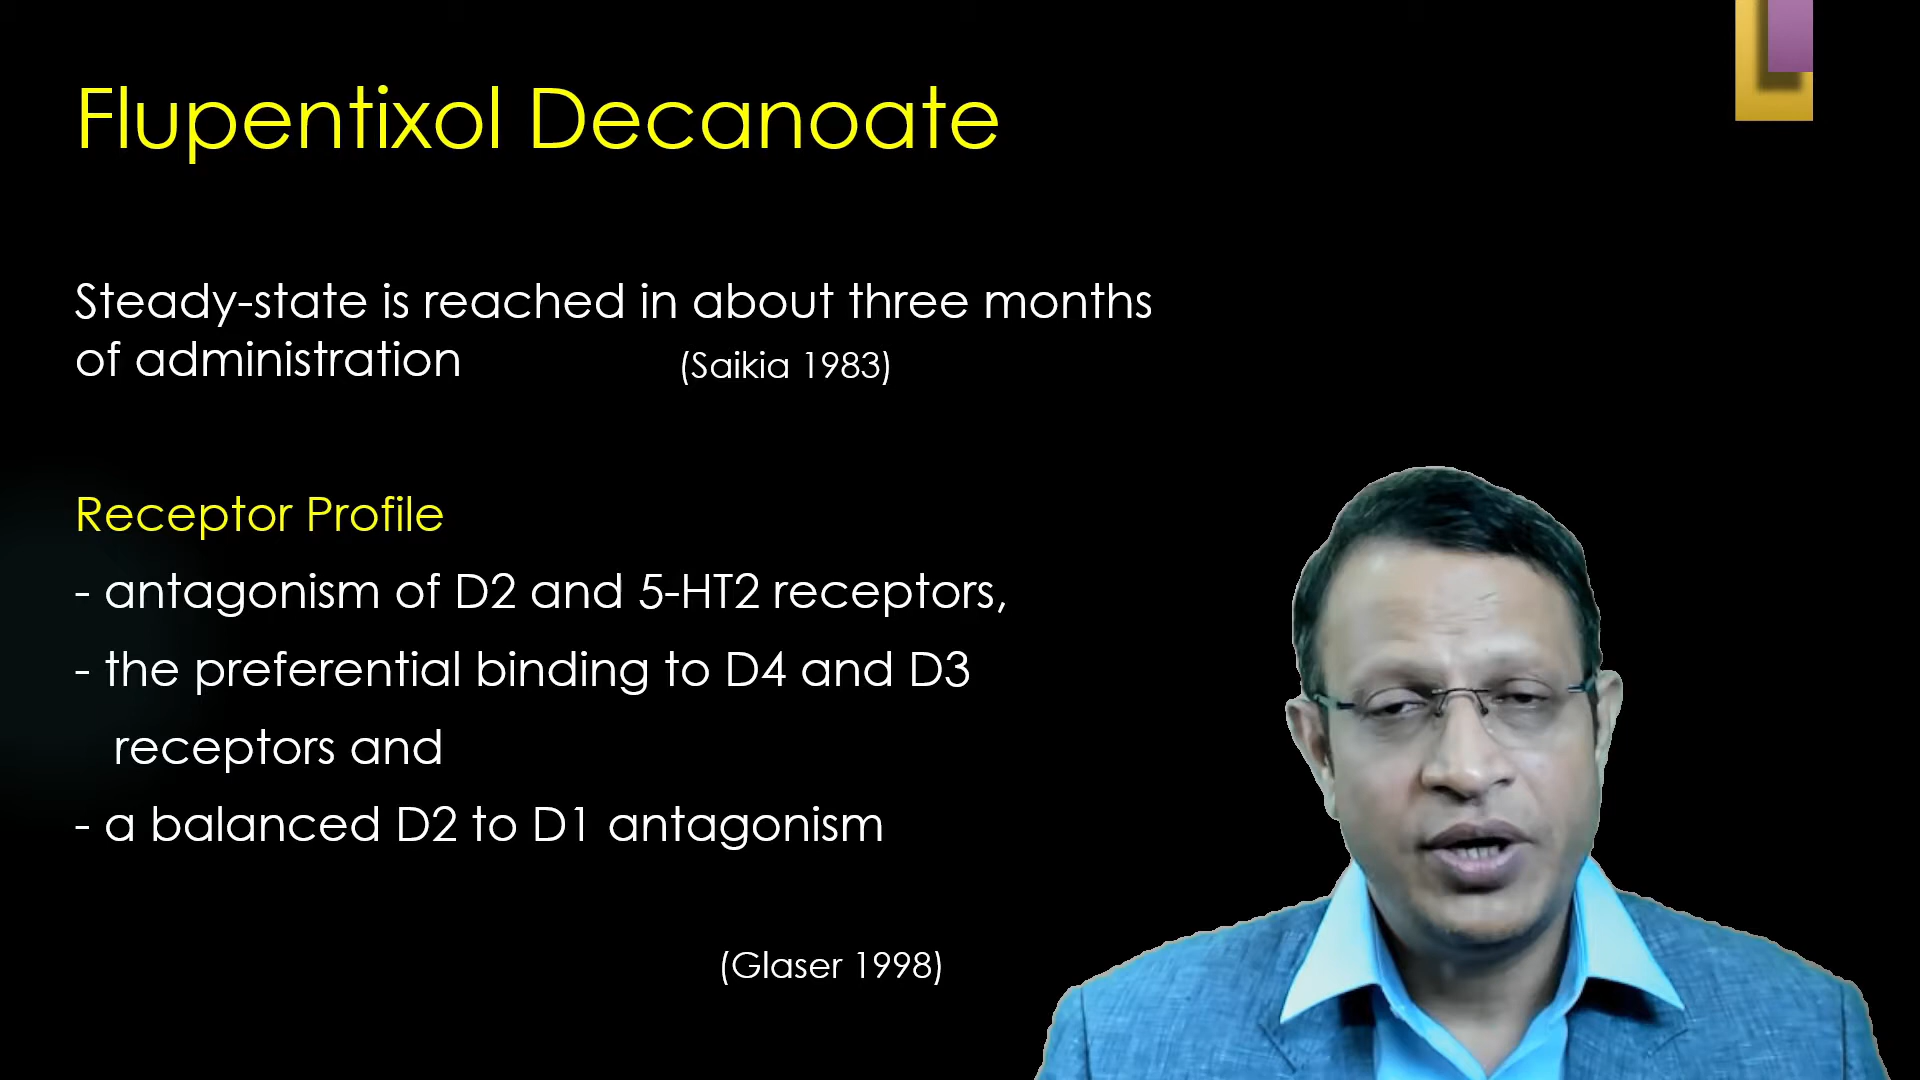 Flupentixol Decanoate
Steady-state is reached in about three months
of administration (Saikia 1983)
Receptor Profile
- antagonism of D2 and 5-HT2 receptors,
- the preferential binding to D4 and D3
receptors and
- a balanced D2 to D1 antagonism
(Glaser 1998)